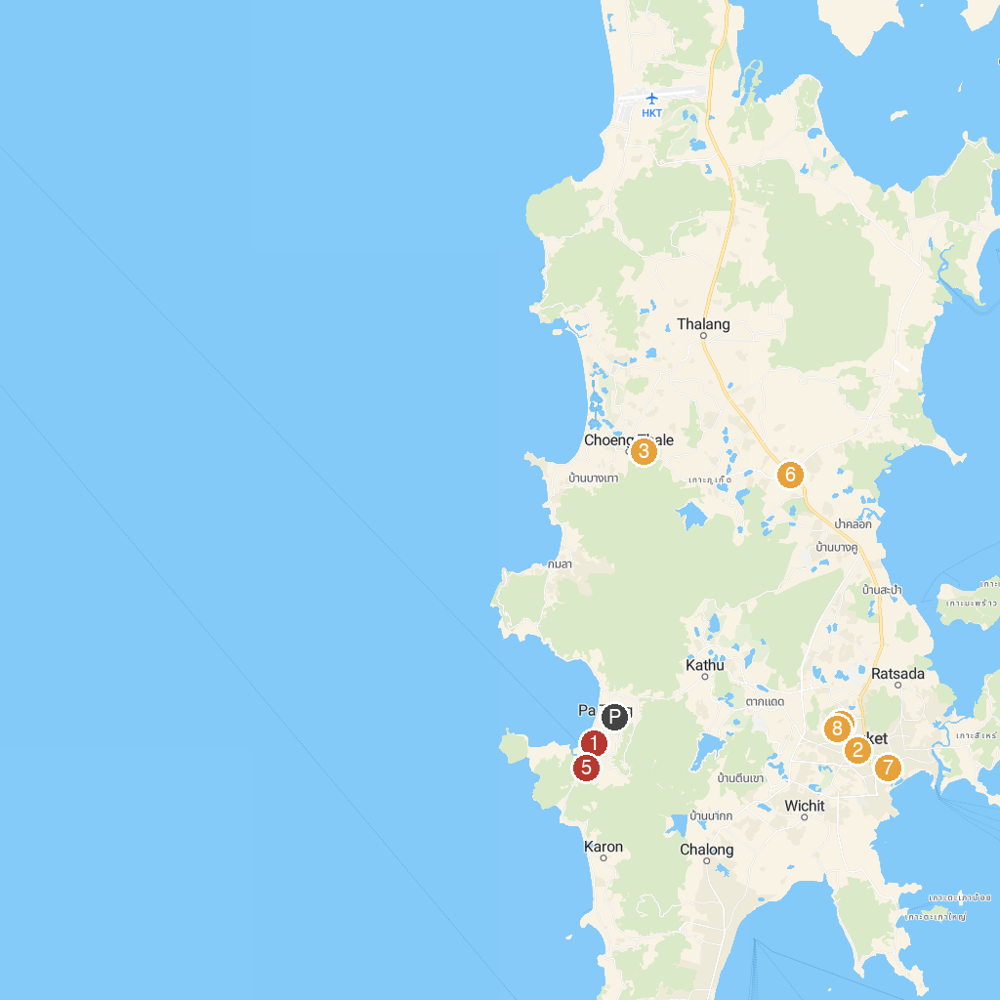 HKT
Thalang
Choeng Thale
3
บ้านบางเทา
เกาะภูเก็ต
6
ป่าคลอก
บ้านบางคู
กมลา
บ้านสะปำ
เกาะมะพร้าว
Kathu
Ratsada
ตากแดด
P
8
เกาะสิเหร่
1
2
5
7
บ้านตีนเขา
Wichit
บ้านนากก
Karon
Chalong
เกาะตะเภาน้อย
เกาะตะเภาใหญ่